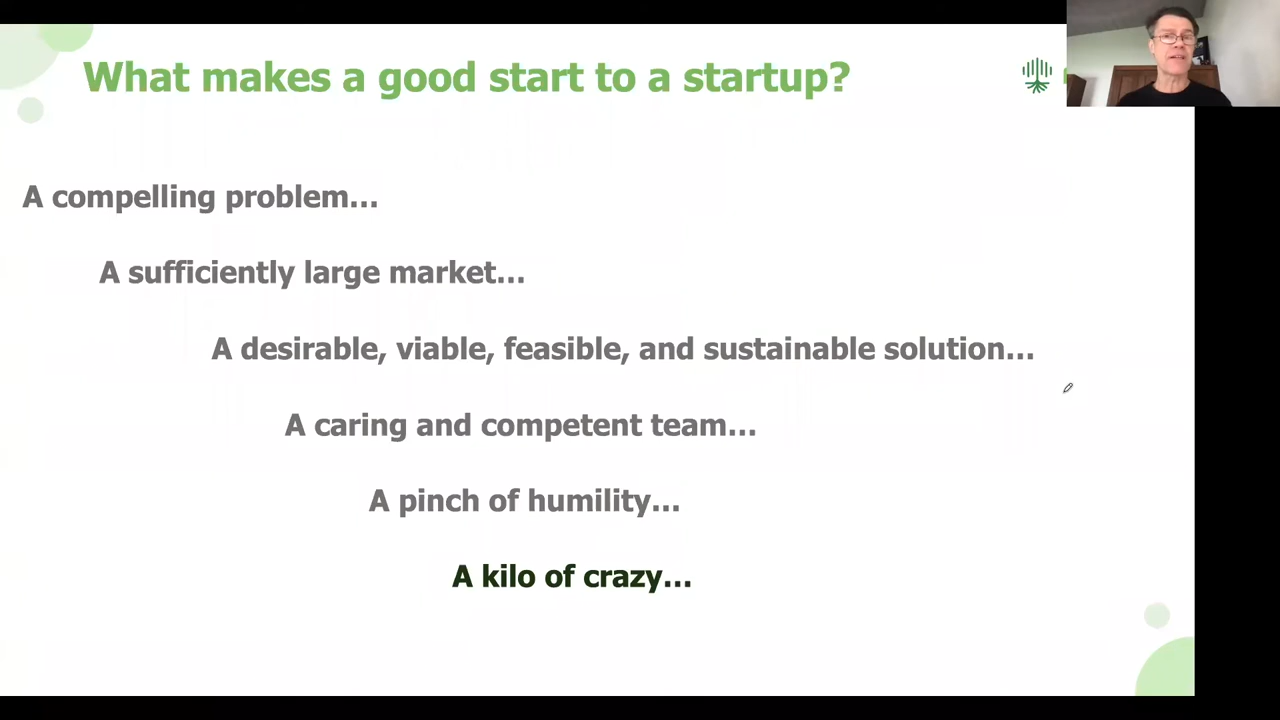 What makes a good start to a startup?
A compelling problem...
A sufficiently large market...
A desirable, viable, feasible, and sustainable solution...
A caring and competent team...
A pinch of humility...
A kilo of crazy...